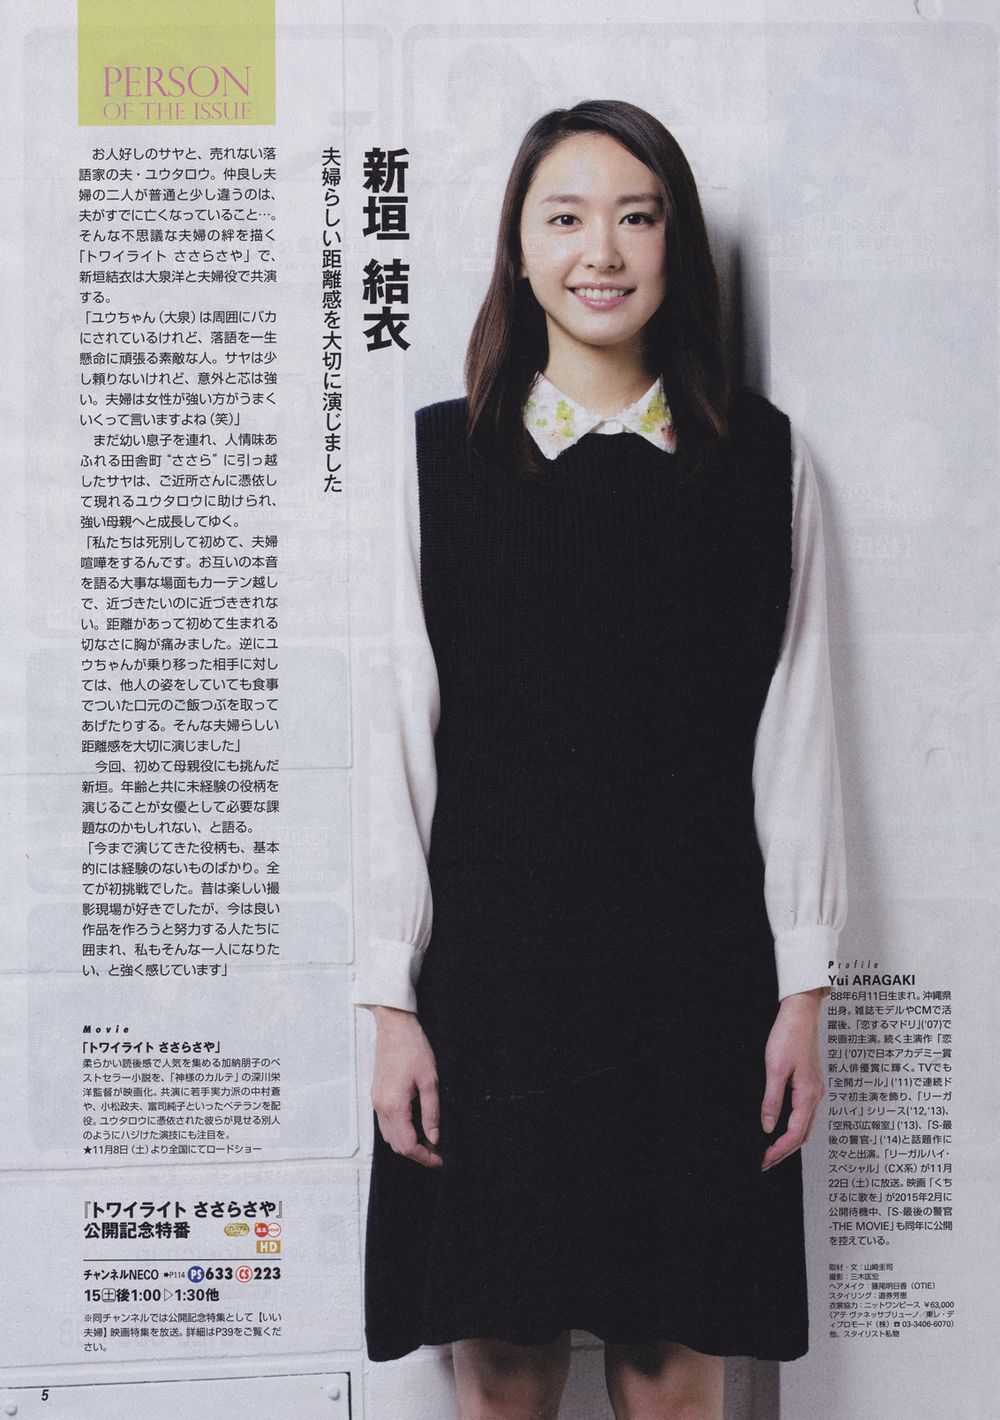 PERSON
OF THE ISSUE
新垣 結衣
夫婦らしい距離感を大切に演じました
お人好しのサヤと、売れない落
語家の夫・ユウタロウ。仲良し夫
婦の二人が普通と少し違うのは、
夫がすでに亡くなっていること…。
そんな不思議な夫婦の絆を描く
「トワイライト ささらさや」で、
新垣結衣は大泉洋と夫婦役で共演
する。
「ユウちゃん（大泉）は周囲にバカ
にされているけれど、落語を一生
懸命に頑張る素敵な人。サヤは少
し頼りないけれど、意外と芯は強
い。夫婦は女性が強い方がうまく
いくって言いますよね（笑）」
まだ幼い息子を連れ、人情味あ
ふれる田舎町“ささら”に引っ越
したサヤは、ご近所さんに憑依し
て現れるユウタロウに助けられ、
強い母親へと成長してゆく。
「私たちは死別して初めて、夫婦
喧嘩をするんです。お互いの本音
を語る大事な場面もカーテン越し
で、近づきたいのに近づききれな
い。距離があって初めて生まれる
切なさに胸が痛みました。逆にユ
ウちゃんが乗り移った相手に対し
ては、他人の姿をしていても食事
でついた口元のご飯つぶを取って
あげたりする。そんな夫婦らしい
距離感を大切に演じました」
今回、初めて母親役にも挑んだ
新垣。年齢と共に未経験の役柄を
演じることが女優として必要な課
題なのかもしれない、と語る。
「今まで演じてきた役柄も、基本
的には経験のないものばかり。全
てが初挑戦でした。昔は楽しい撮
影現場が好きでしたが、今は良い
作品を作ろうと努力する人たちに
囲まれ、私もそんな一人になりた
い、と強く感じています」
Movie
「トワイライト ささらさや」
柔らかい読後感で人気を集める加納朋子のベ
ストセラー小説を、「神様のカルテ」の深川栄
洋監督が映画化。共演に若手実力派の中村蒼
や、小松政夫、富司純子といったベテランを配
役。ユウタロウに憑依された彼らが見せる別人
のようにハジけた演技にも注目を。
★11月8日（土）より全国にてロードショー
『トワイライト ささらさや』
公開記念特番
プレミアム 基本パック
HD
チャンネルNECO ➡P114 PS633 CS223
15㊏後1:00▷1:30他
※同チャンネルでは公開記念特集として【いい
夫婦】映画特集を放送。詳細はP39をご覧くだ
さい。
Profile
Yui ARAGAKI
'88年6月11日生まれ。沖縄県
出身。雑誌モデルやCMで活
躍後、「恋するマドリ」('07)で
映画初主演。続く主演作「恋
空」('07)で日本アカデミー賞
新人俳優賞に輝く。TVでも
「全開ガール」('11)で連続ド
ラマ初主演を飾り、「リーガ
ルハイ」シリーズ('12,'13)、
「空飛ぶ広報室」('13)、「S-最
後の警官-」('14)と話題作に
次々と出演。「リーガルハイ・
スペシャル」(CX系)が11月
22日(土)に放送。映画「くち
びるに歌を」が2015年2月に
公開待機中、「S-最後の警官
-THE MOVIE」も同年に公開
を控えている。
取材・文：山崎圭司
撮影：三木匡宏
ヘアメイク：藤尾明日香（OTIE）
スタイリング：道券芳恵
衣装協力：ニットワンピース ￥63,000
（アテ ヴァネッサブリューノ／東レ・デ
ィプロモード（株）☎03-3406-6070）
他、スタイリスト私物
5